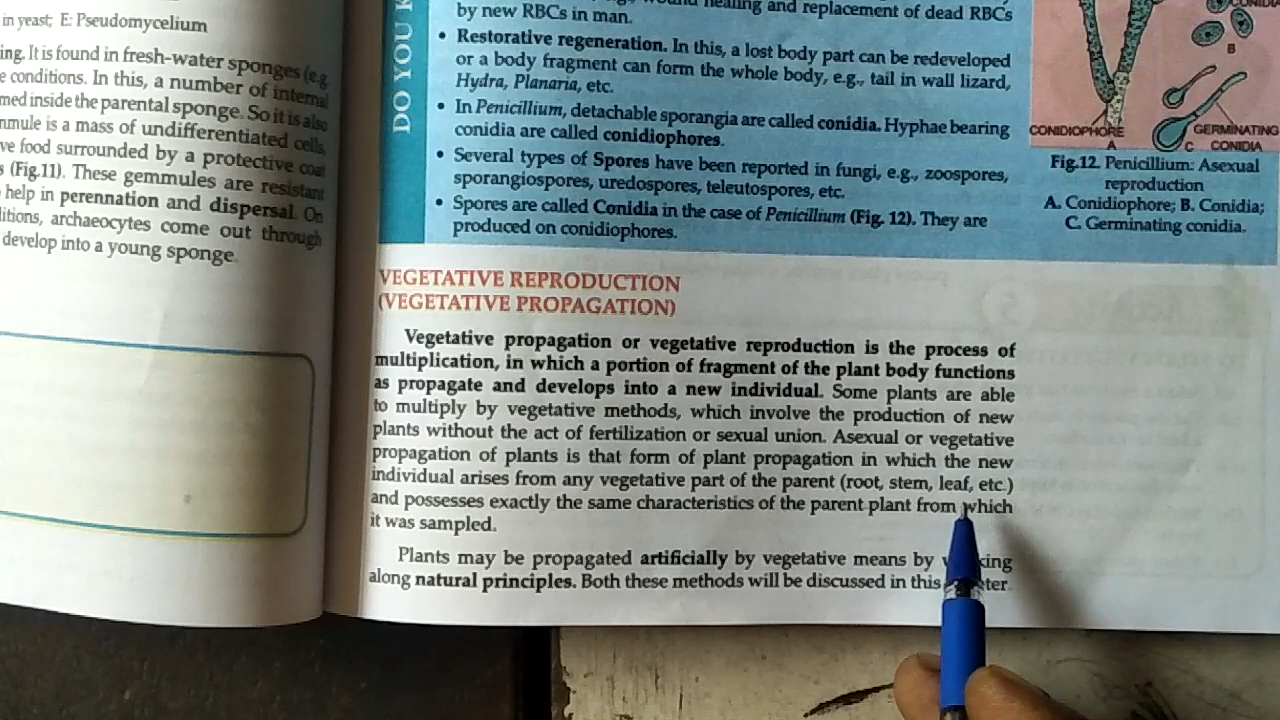 in yeast; E: Pseudomycelium
ing. It is found in fresh-water sponges (e.g.
e conditions. In this, a number of internal
med inside the parental sponge. So it is also
nmule is a mass of undifferentiated cells,
ve food surrounded by a protective coat
s (Fig.11). These gemmules are resistant
help in perennation and dispersal. On
litions, archaeocytes come out through
develop into a young sponge.
DO YOU K
wound healing and replacement of dead RBCs
by new RBCs in man.
• Restorative regeneration. In this, a lost body part can be redeveloped
or a body fragment can form the whole body, e.g., tail in wall lizard,
Hydra, Planaria, etc.
• In Penicillium, detachable sporangia are called conidia. Hyphae bearing
conidia are called conidiophores.
• Several types of Spores have been reported in fungi, e.g., zoospores,
sporangiospores, uredospores, teleutospores, etc.
• Spores are called Conidia in the case of Penicillium (Fig. 12). They are
produced on conidiophores.
CONIDIA
B
CONIDIOPHORE
A
GERMINATING
CONIDIA
C
Fig.12. Penicillium: Asexual
reproduction
A. Conidiophore; B. Conidia;
C. Germinating conidia.
VEGETATIVE REPRODUCTION
(VEGETATIVE PROPAGATION)
Vegetative propagation or vegetative reproduction is the process of
multiplication, in which a portion of fragment of the plant body functions
as propagate and develops into a new individual. Some plants are able
to multiply by vegetative methods, which involve the production of new
plants without the act of fertilization or sexual union. Asexual or vegetative
propagation of plants is that form of plant propagation in which the new
individual arises from any vegetative part of the parent (root, stem, leaf, etc.)
and possesses exactly the same characteristics of the parent plant from which
it was sampled.
Plants may be propagated artificially by vegetative means by
along natural principles. Both these methods will be discussed in this